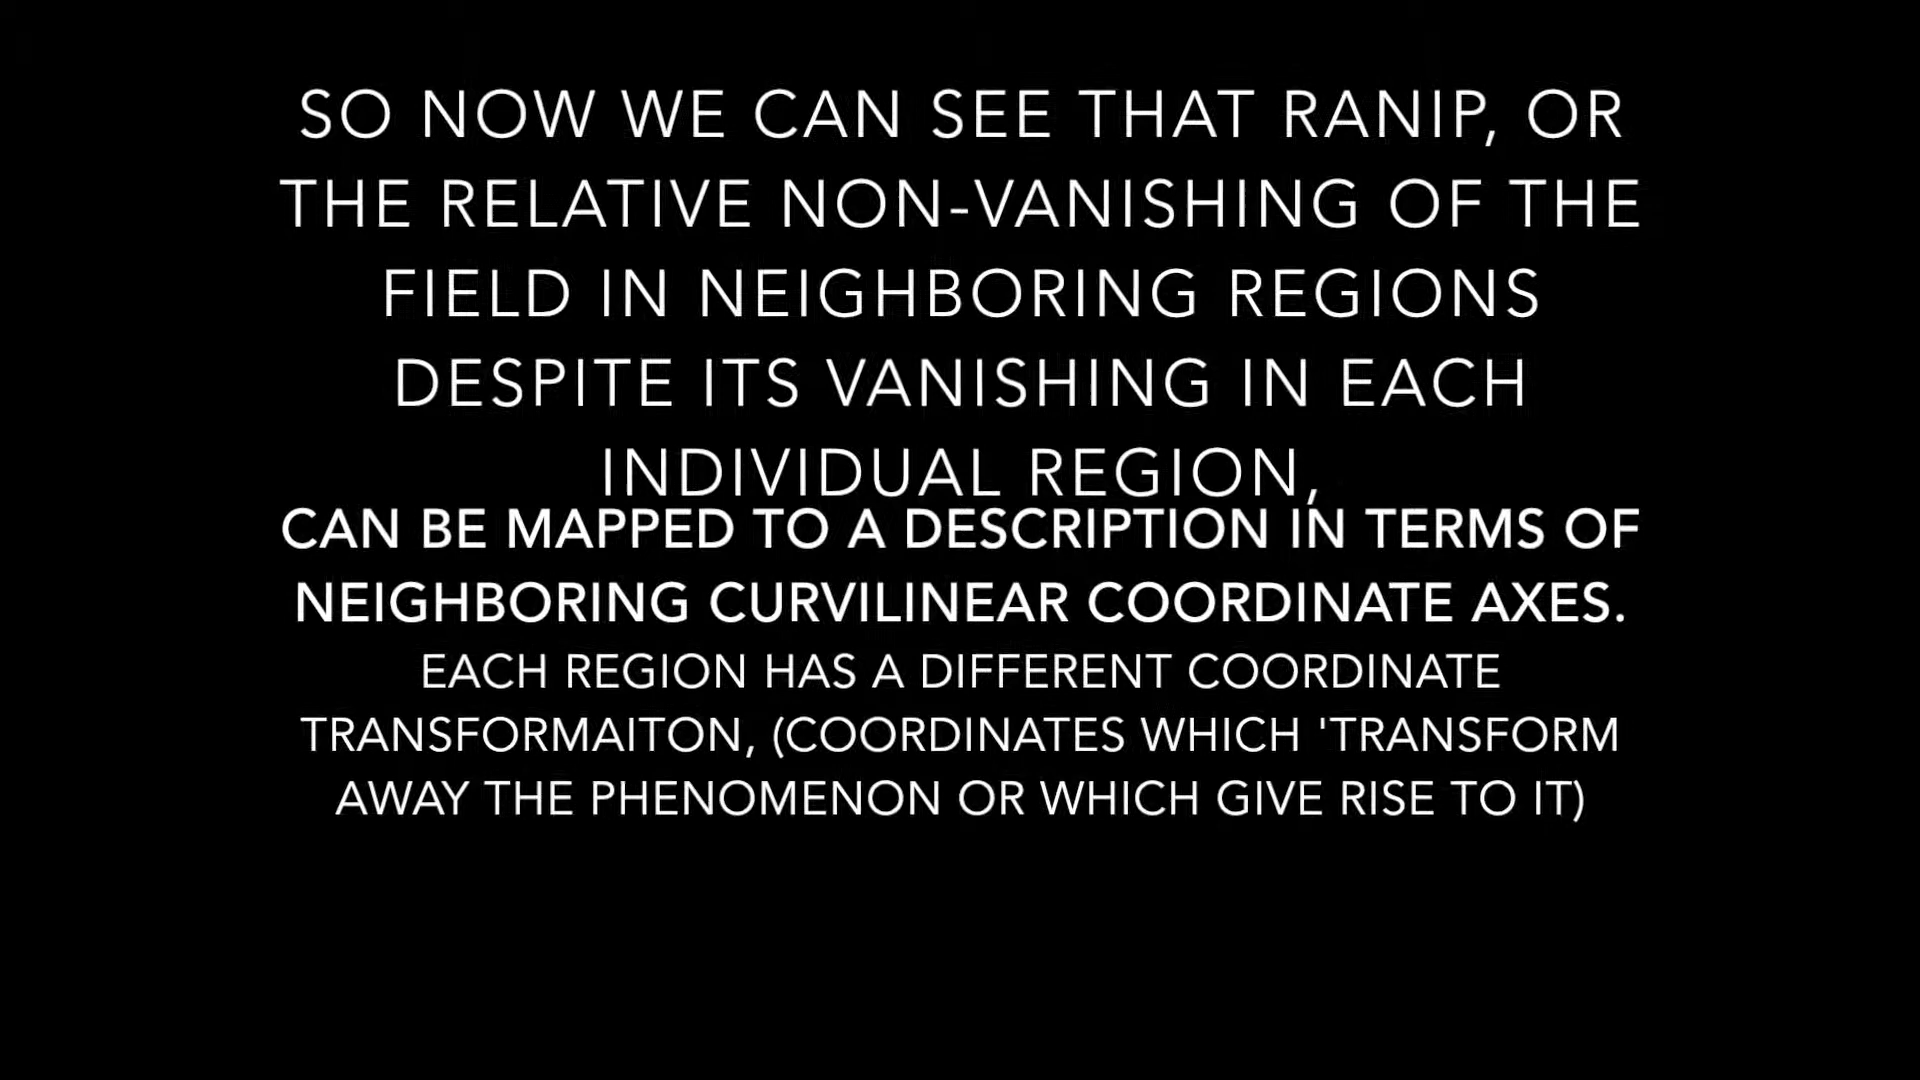 SO NOW WE CAN SEE THAT RANIP, OR
THE RELATIVE NON-VANISHING OF THE
FIELD IN NEIGHBORING REGIONS
DESPITE ITS VANISHING IN EACH
INDIVIDUAL REGION,
CAN BE MAPPED TO A DESCRIPTION IN TERMS OF
NEIGHBORING CURVILINEAR COORDINATE AXES.
EACH REGION HAS A DIFFERENT COORDINATE
TRANSFORMAITON, (COORDINATES WHICH 'TRANSFORM
AWAY THE PHENOMENON OR WHICH GIVE RISE TO IT)